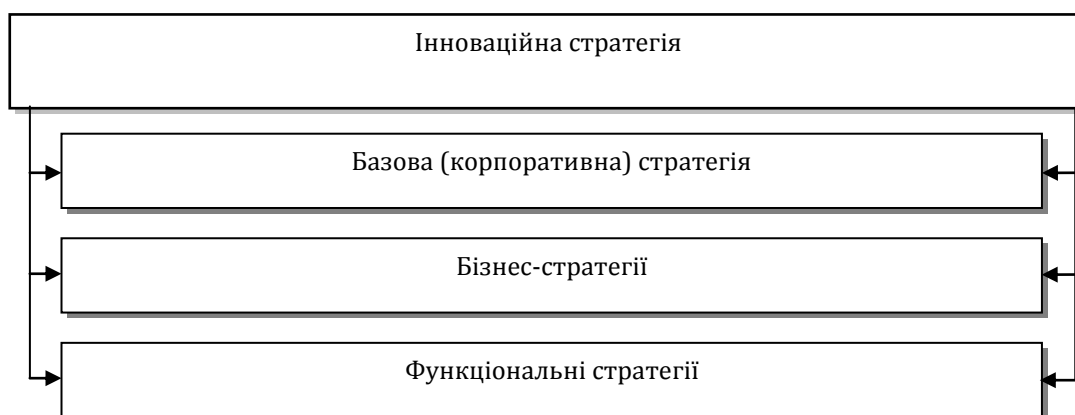 Інноваційна стратегія
Базова (корпоративна) стратегія
Бізнес-стратегії
Функціональні стратегії